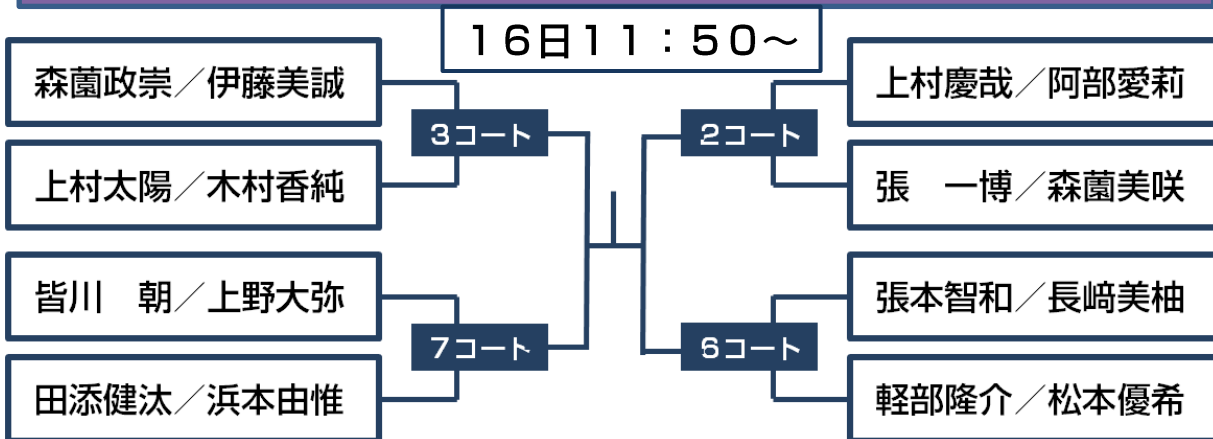 16日11：50～
森薗政崇／伊藤美誠
3コート
上村太陽／木村香純
皆川　朝／上野大弥
7コート
田添健汰／浜本由惟
上村慶哉／阿部愛莉
2コート
張　一博／森薗美咲
張本智和／長﨑美柚
6コート
軽部隆介／松本優希